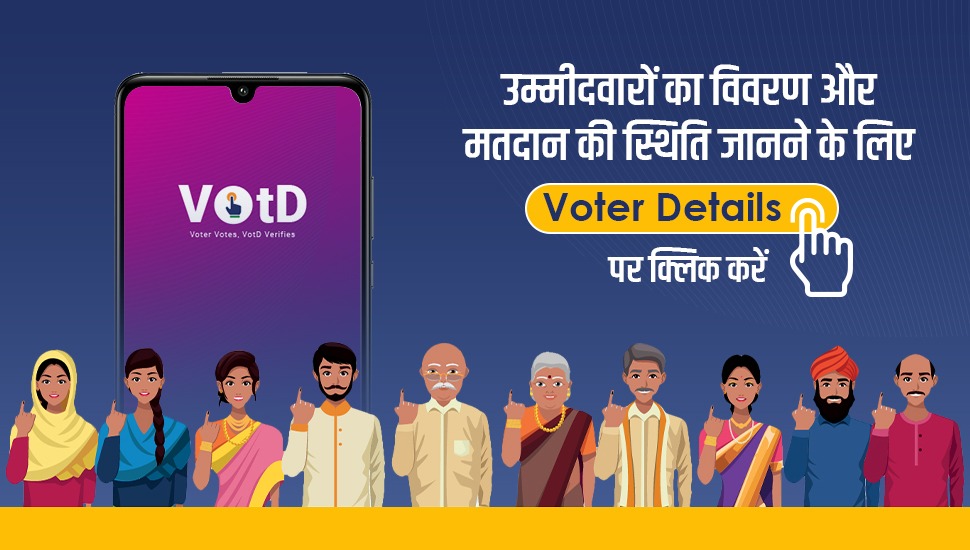 VOtD
Voter Votes, VotD Verifies
उम्मीदवारों का विवरण और
मतदान की स्थिति जानने के लिए
Voter Details
पर क्लिक करें